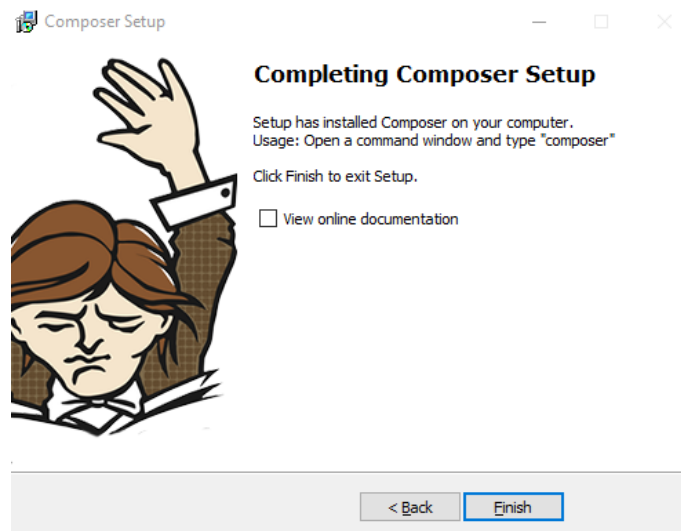 Composer Setup
Completing Composer Setup
Setup has installed Composer on your computer.
Usage: Open a command window and type "composer"
Click Finish to exit Setup.
View online documentation
< Back
Finish